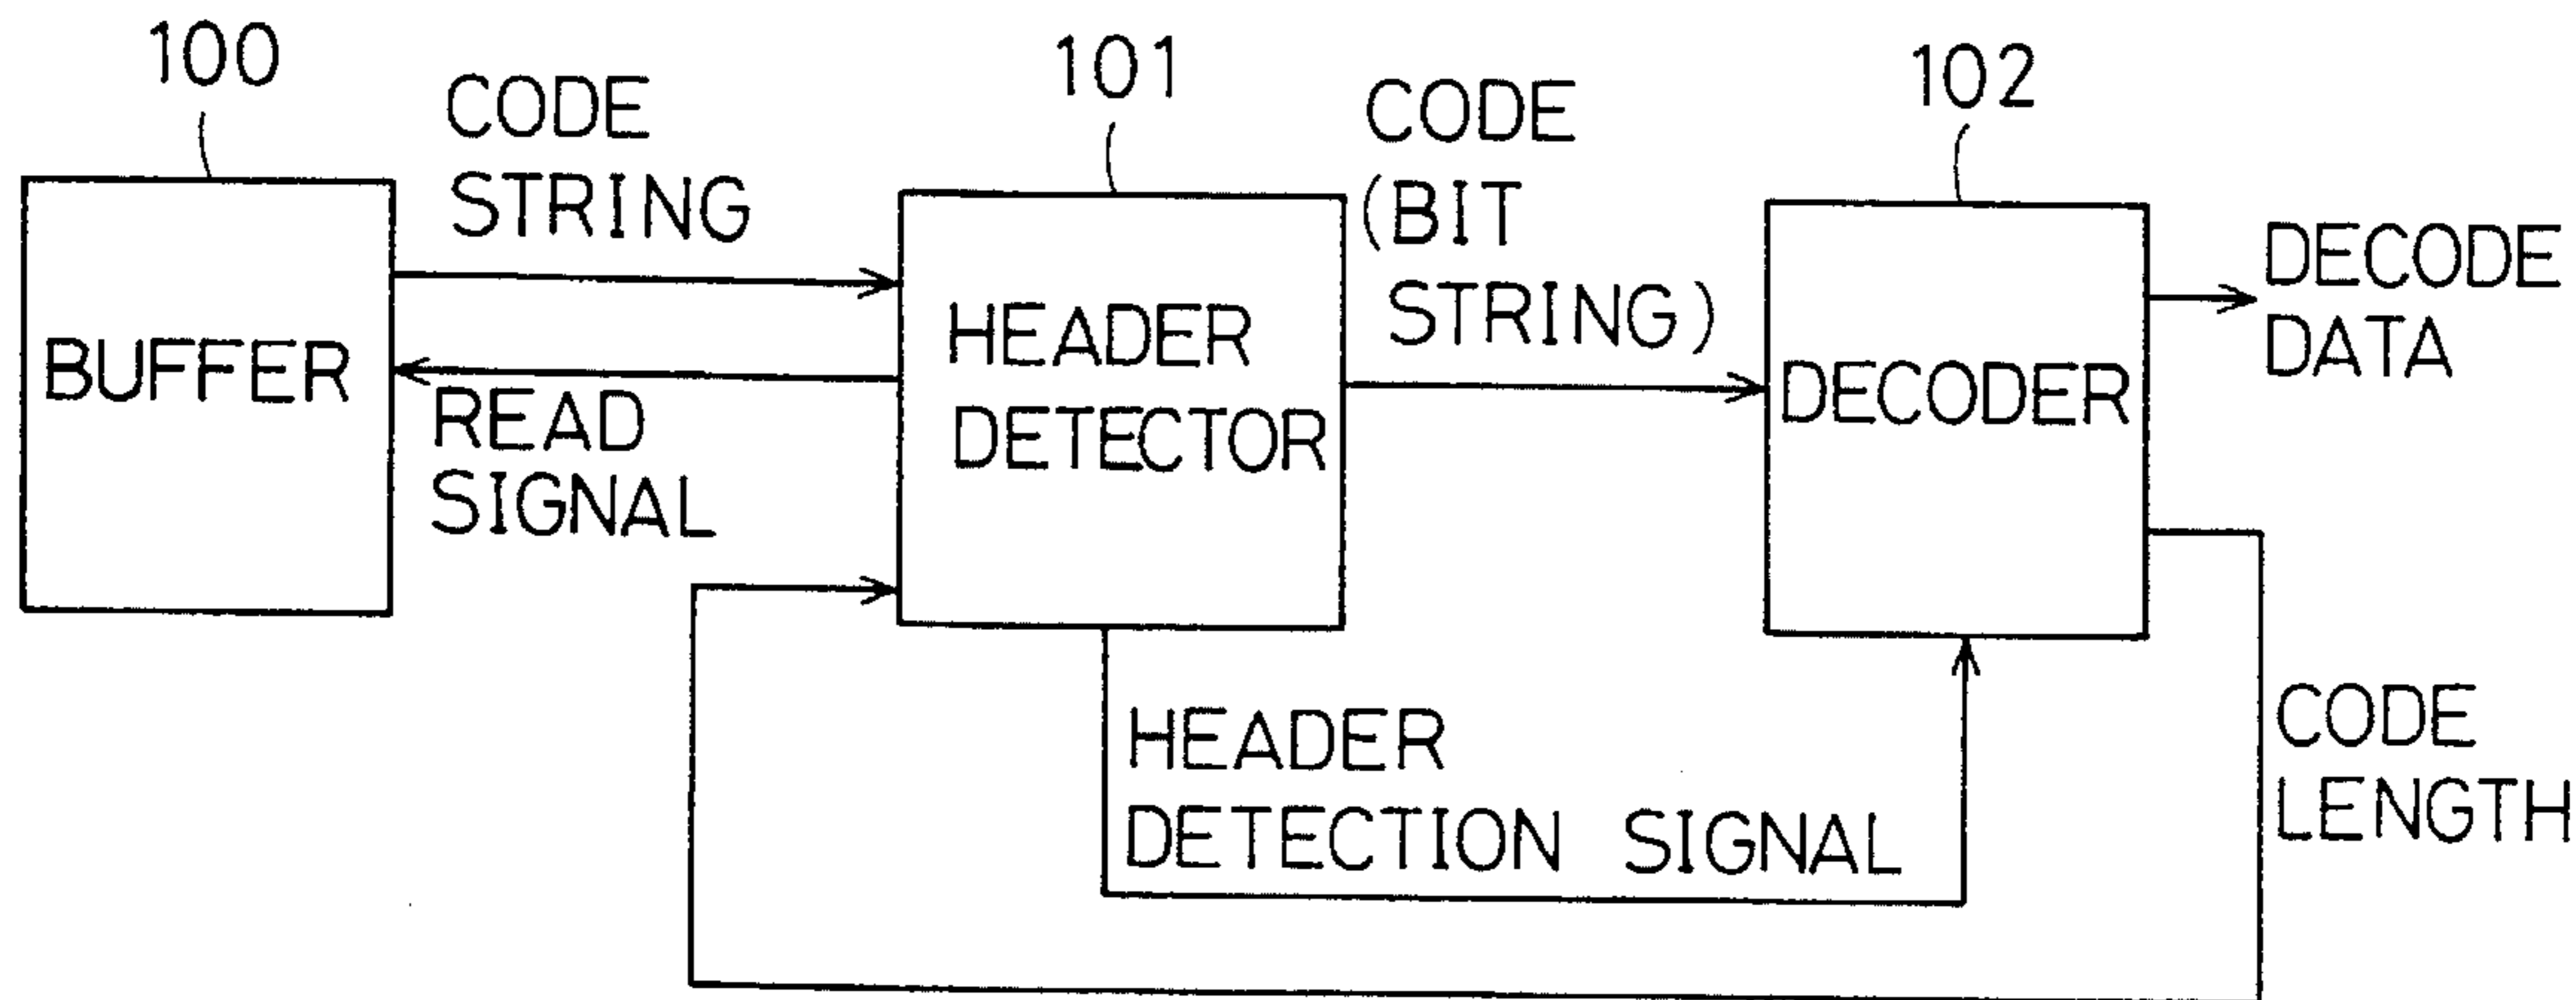 100
CODE
STRING
101
CODE
(BIT
STRING)
102
DECODE
DATA
BUFFER
READ
SIGNAL
HEADER
DETECTOR
DECODER
HEADER
DETECTION SIGNAL
CODE
LENGTH